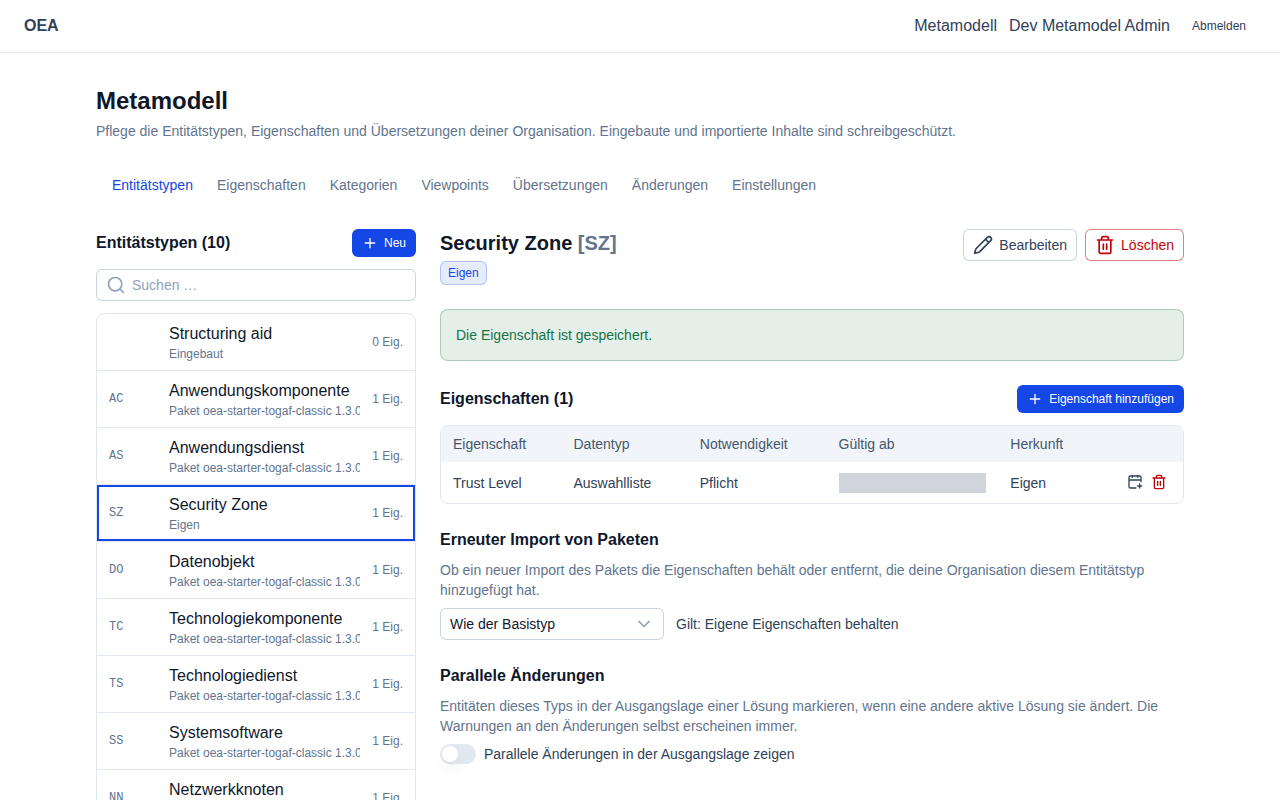 OEA
Metamodell Dev Metamodel Admin Abmelden
Metamodell
Pflege die Entitätstypen, Eigenschaften und Übersetzungen deiner Organisation. Eingebaute und importierte Inhalte sind schreibgeschützt.
Entitätstypen Eigenschaften Kategorien Viewpoints Übersetzungen Änderungen Einstellungen
Entitätstypen (10)
Neu
Suchen …
Structuring aid
Eingebaut
0 Eig.
AC
Anwendungskomponente
Paket oea-starter-togaf-classic 1.3.0
1 Eig.
AS
Anwendungsdienst
Paket oea-starter-togaf-classic 1.3.0
1 Eig.
SZ
Security Zone
Eigen
1 Eig.
DO
Datenobjekt
Paket oea-starter-togaf-classic 1.3.0
1 Eig.
TC
Technologiekomponente
Paket oea-starter-togaf-classic 1.3.0
1 Eig.
TS
Technologiedienst
Paket oea-starter-togaf-classic 1.3.0
1 Eig.
SS
Systemsoftware
Paket oea-starter-togaf-classic 1.3.0
1 Eig.
NN
Netzwerkknoten
1 Eig.
Security Zone [SZ]
Eigen
Bearbeiten
Löschen
Die Eigenschaft ist gespeichert.
Eigenschaften (1)
Eigenschaft hinzufügen
Eigenschaft Datentyp Notwendigkeit Gültig ab Herkunft
Trust Level Auswahlliste Pflicht Eigen
Erneuter Import von Paketen
Ob ein neuer Import des Pakets die Eigenschaften behält oder entfernt, die deine Organisation diesem Entitätstyp
hinzugefügt hat.
Wie der Basistyp
Gilt: Eigene Eigenschaften behalten
Parallele Änderungen
Entitäten dieses Typs in der Ausgangslage einer Lösung markieren, wenn eine andere aktive Lösung sie ändert. Die
Warnungen an den Änderungen selbst erscheinen immer.
Parallele Änderungen in der Ausgangslage zeigen